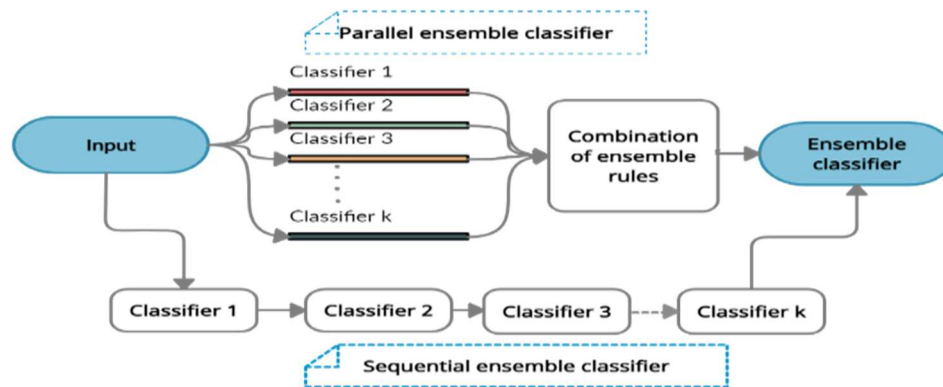 Parallel ensemble classifier
Classifier 1
Classifier 2
Classifier 3
Classifier k
Input
Combination
of ensemble
rules
Ensemble
classifier
Classifier 1
Classifier 2
Classifier 3
Classifier k
Sequential ensemble classifier